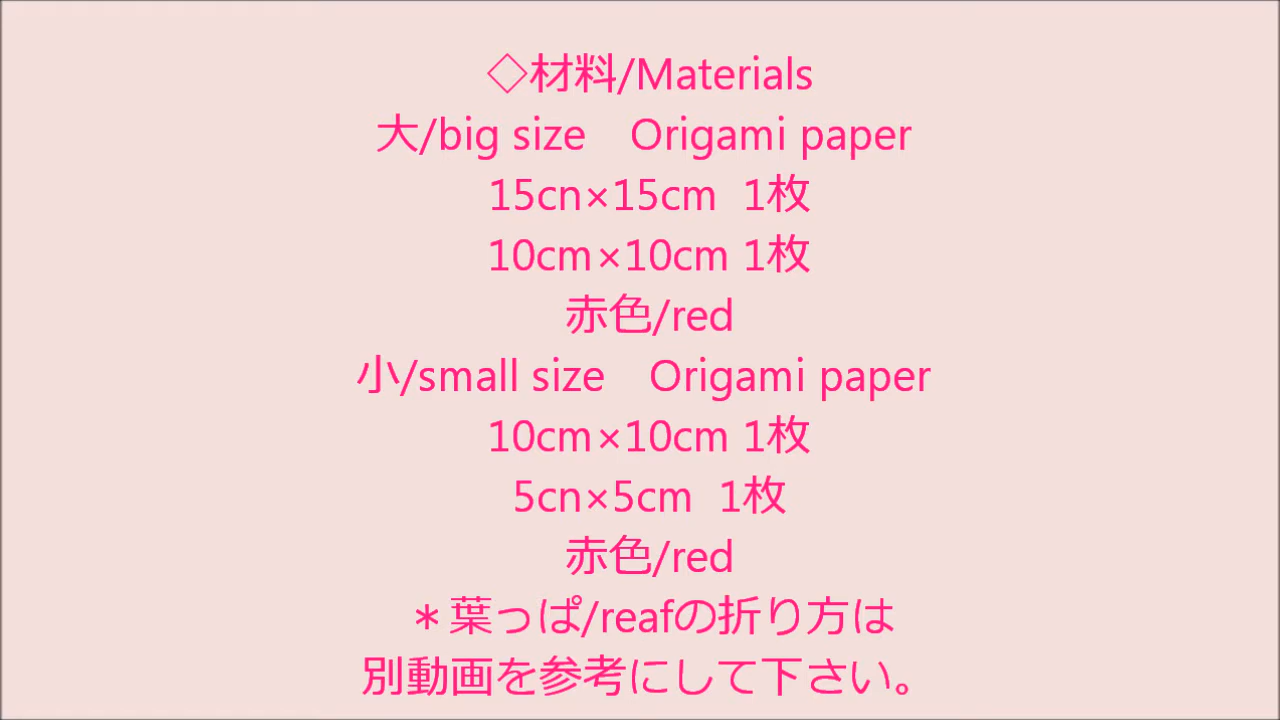 ◇材料/Materials
大/big size　Origami paper
15cn×15cm  1枚
10cm×10cm 1枚
赤色/red
小/small size　Origami paper
10cm×10cm 1枚
5cn×5cm  1枚
赤色/red
＊葉っぱ/reafの折り方は
別動画を参考にして下さい。